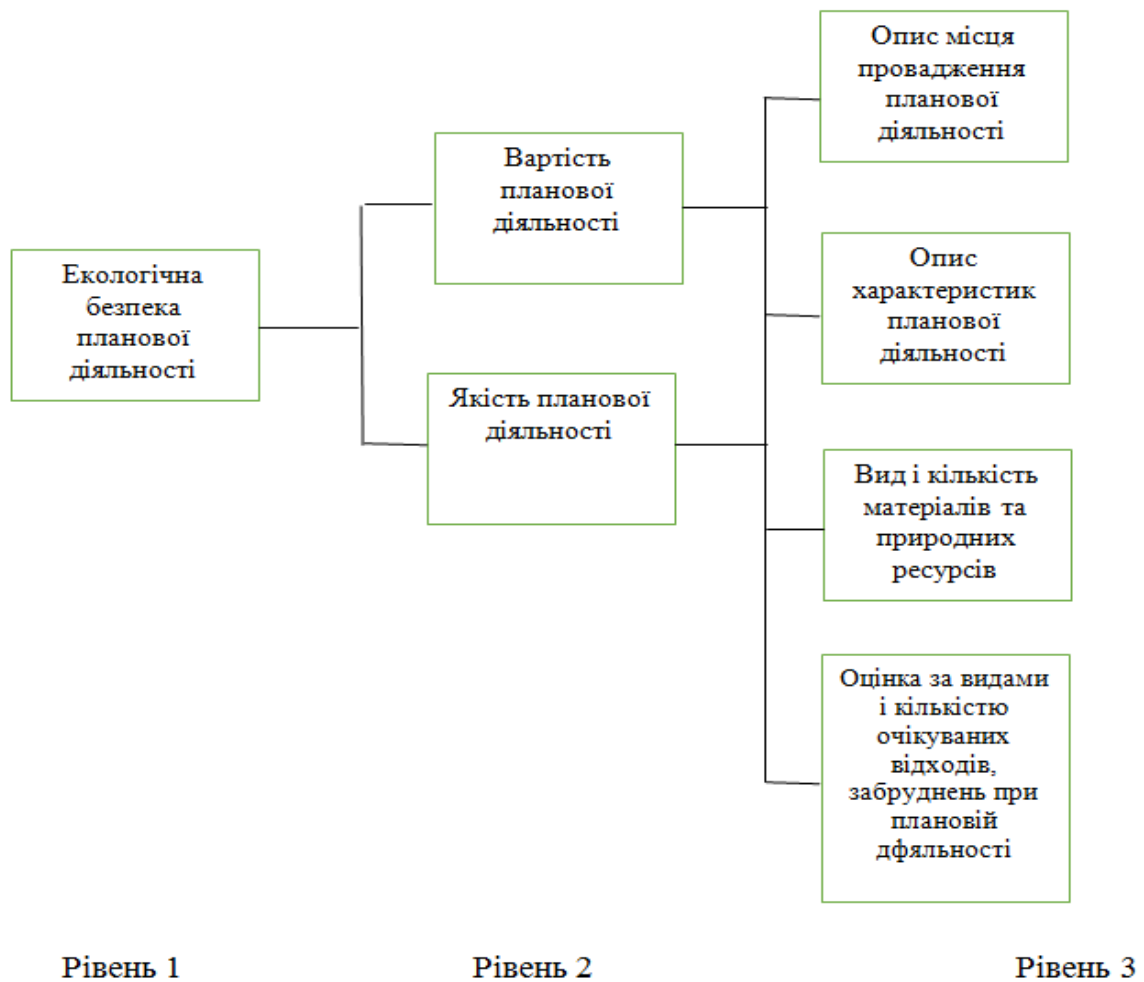 Екологічна
безпека
планової
діяльності
Вартість
планової
діяльності
Якість планової
діяльності
Опис місця
провадження
планової
діяльності
Опис
характеристик
планової
діяльності
Вид і кількість
матеріалів та
природних
ресурсів
Оцінка за видами
і кількістю
очікуваних
відходів,
забруднень при
плановій
дфяльності
Рівень 1
Рівень 2
Рівень 3